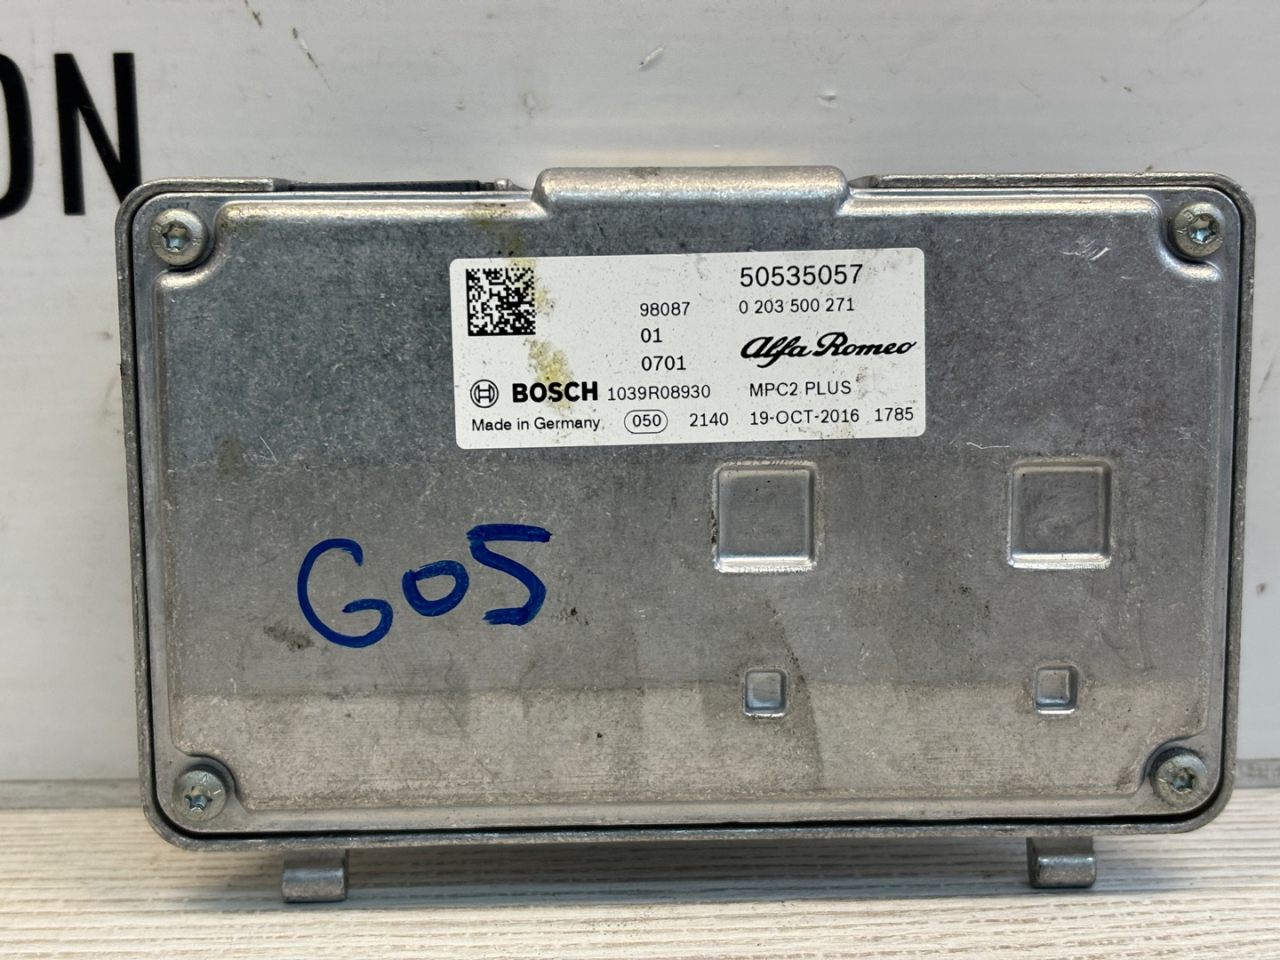 ON
50535057
98087 0 203 500 271
01
0701 Alfa Romeo
BOSCH 1039R08930 MPC2 PLUS
Made in Germany 050 2140 19-OCT-2016 1785
G05